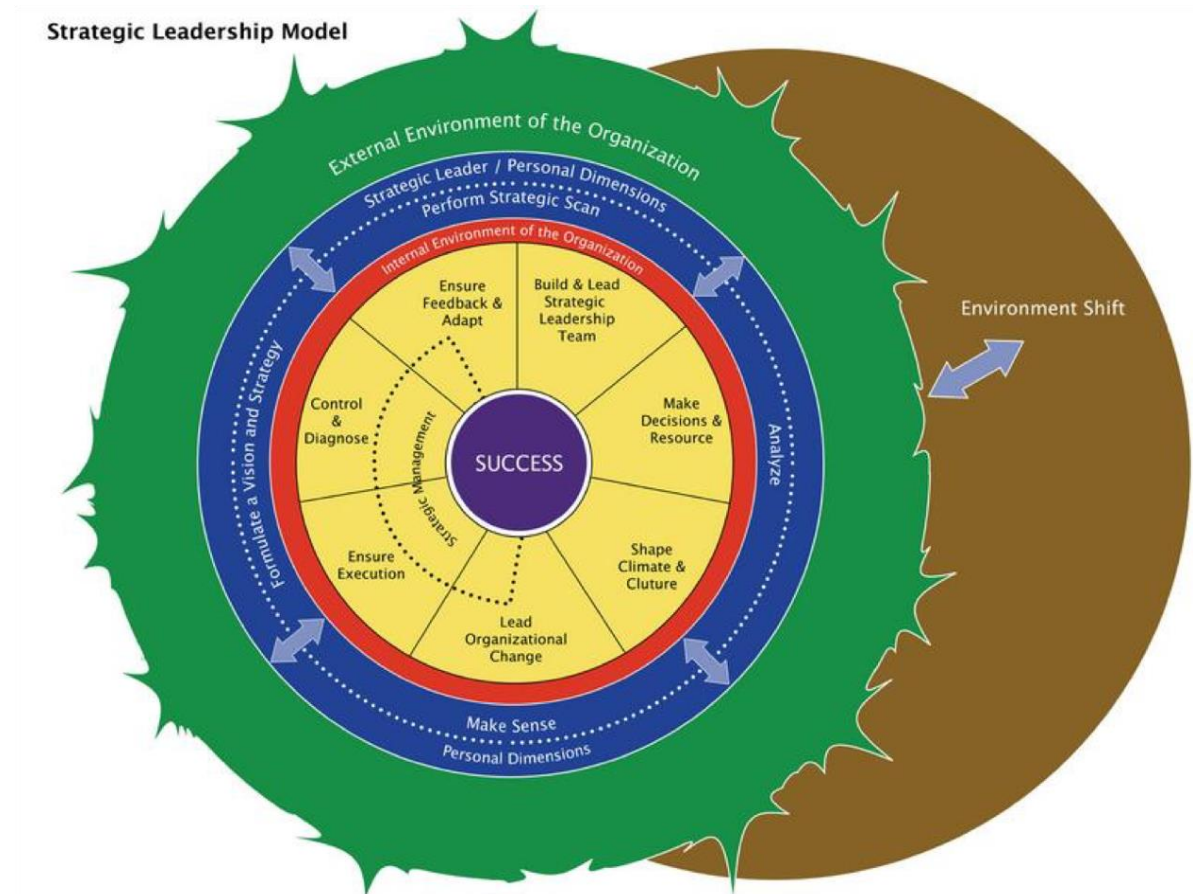 Strategic Leadership Model
External Environment of the Organization
Strategic Leader / Personal Dimensions
Perform Strategic Scan
Internal Environment of the Organization
Ensure
Feedback &
Adapt
Build & Lead
Strategic
Leadership
Team
Environment Shift
Formulate a Vision and Strategy
Control
&
Diagnose
Strategic Management
SUCCESS
Make
Decisions &
Resource
Analyze
Ensure
Execution
Shape
Climate &
Cluture
Lead
Organizational
Change
Make Sense
Personal Dimensions